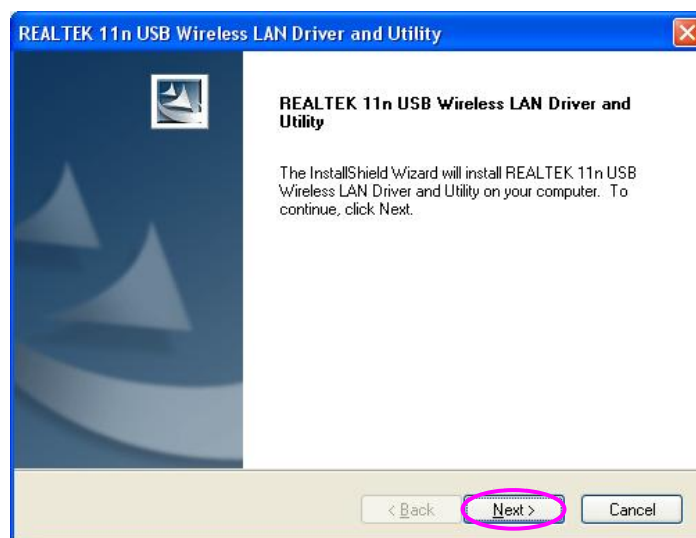 REALTEK 11n USB Wireless LAN Driver and Utility
REALTEK 11n USB Wireless LAN Driver and
Utility
The InstallShield Wizard will install REALTEK 11n USB
Wireless LAN Driver and Utility on your computer. To
continue, click Next.
< Back
Next >
Cancel